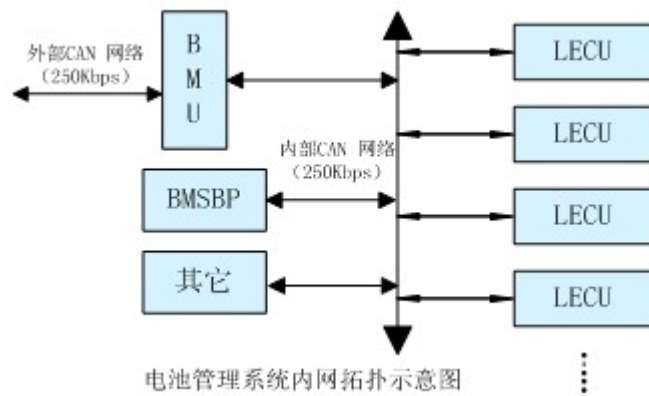 外部CAN 网络
(250Kbps)
B
M
U
LECU
LECU
内部CAN 网络
(250Kbps)
BMSBP
LECU
其它
LECU
电池管理系统内网拓扑示意图